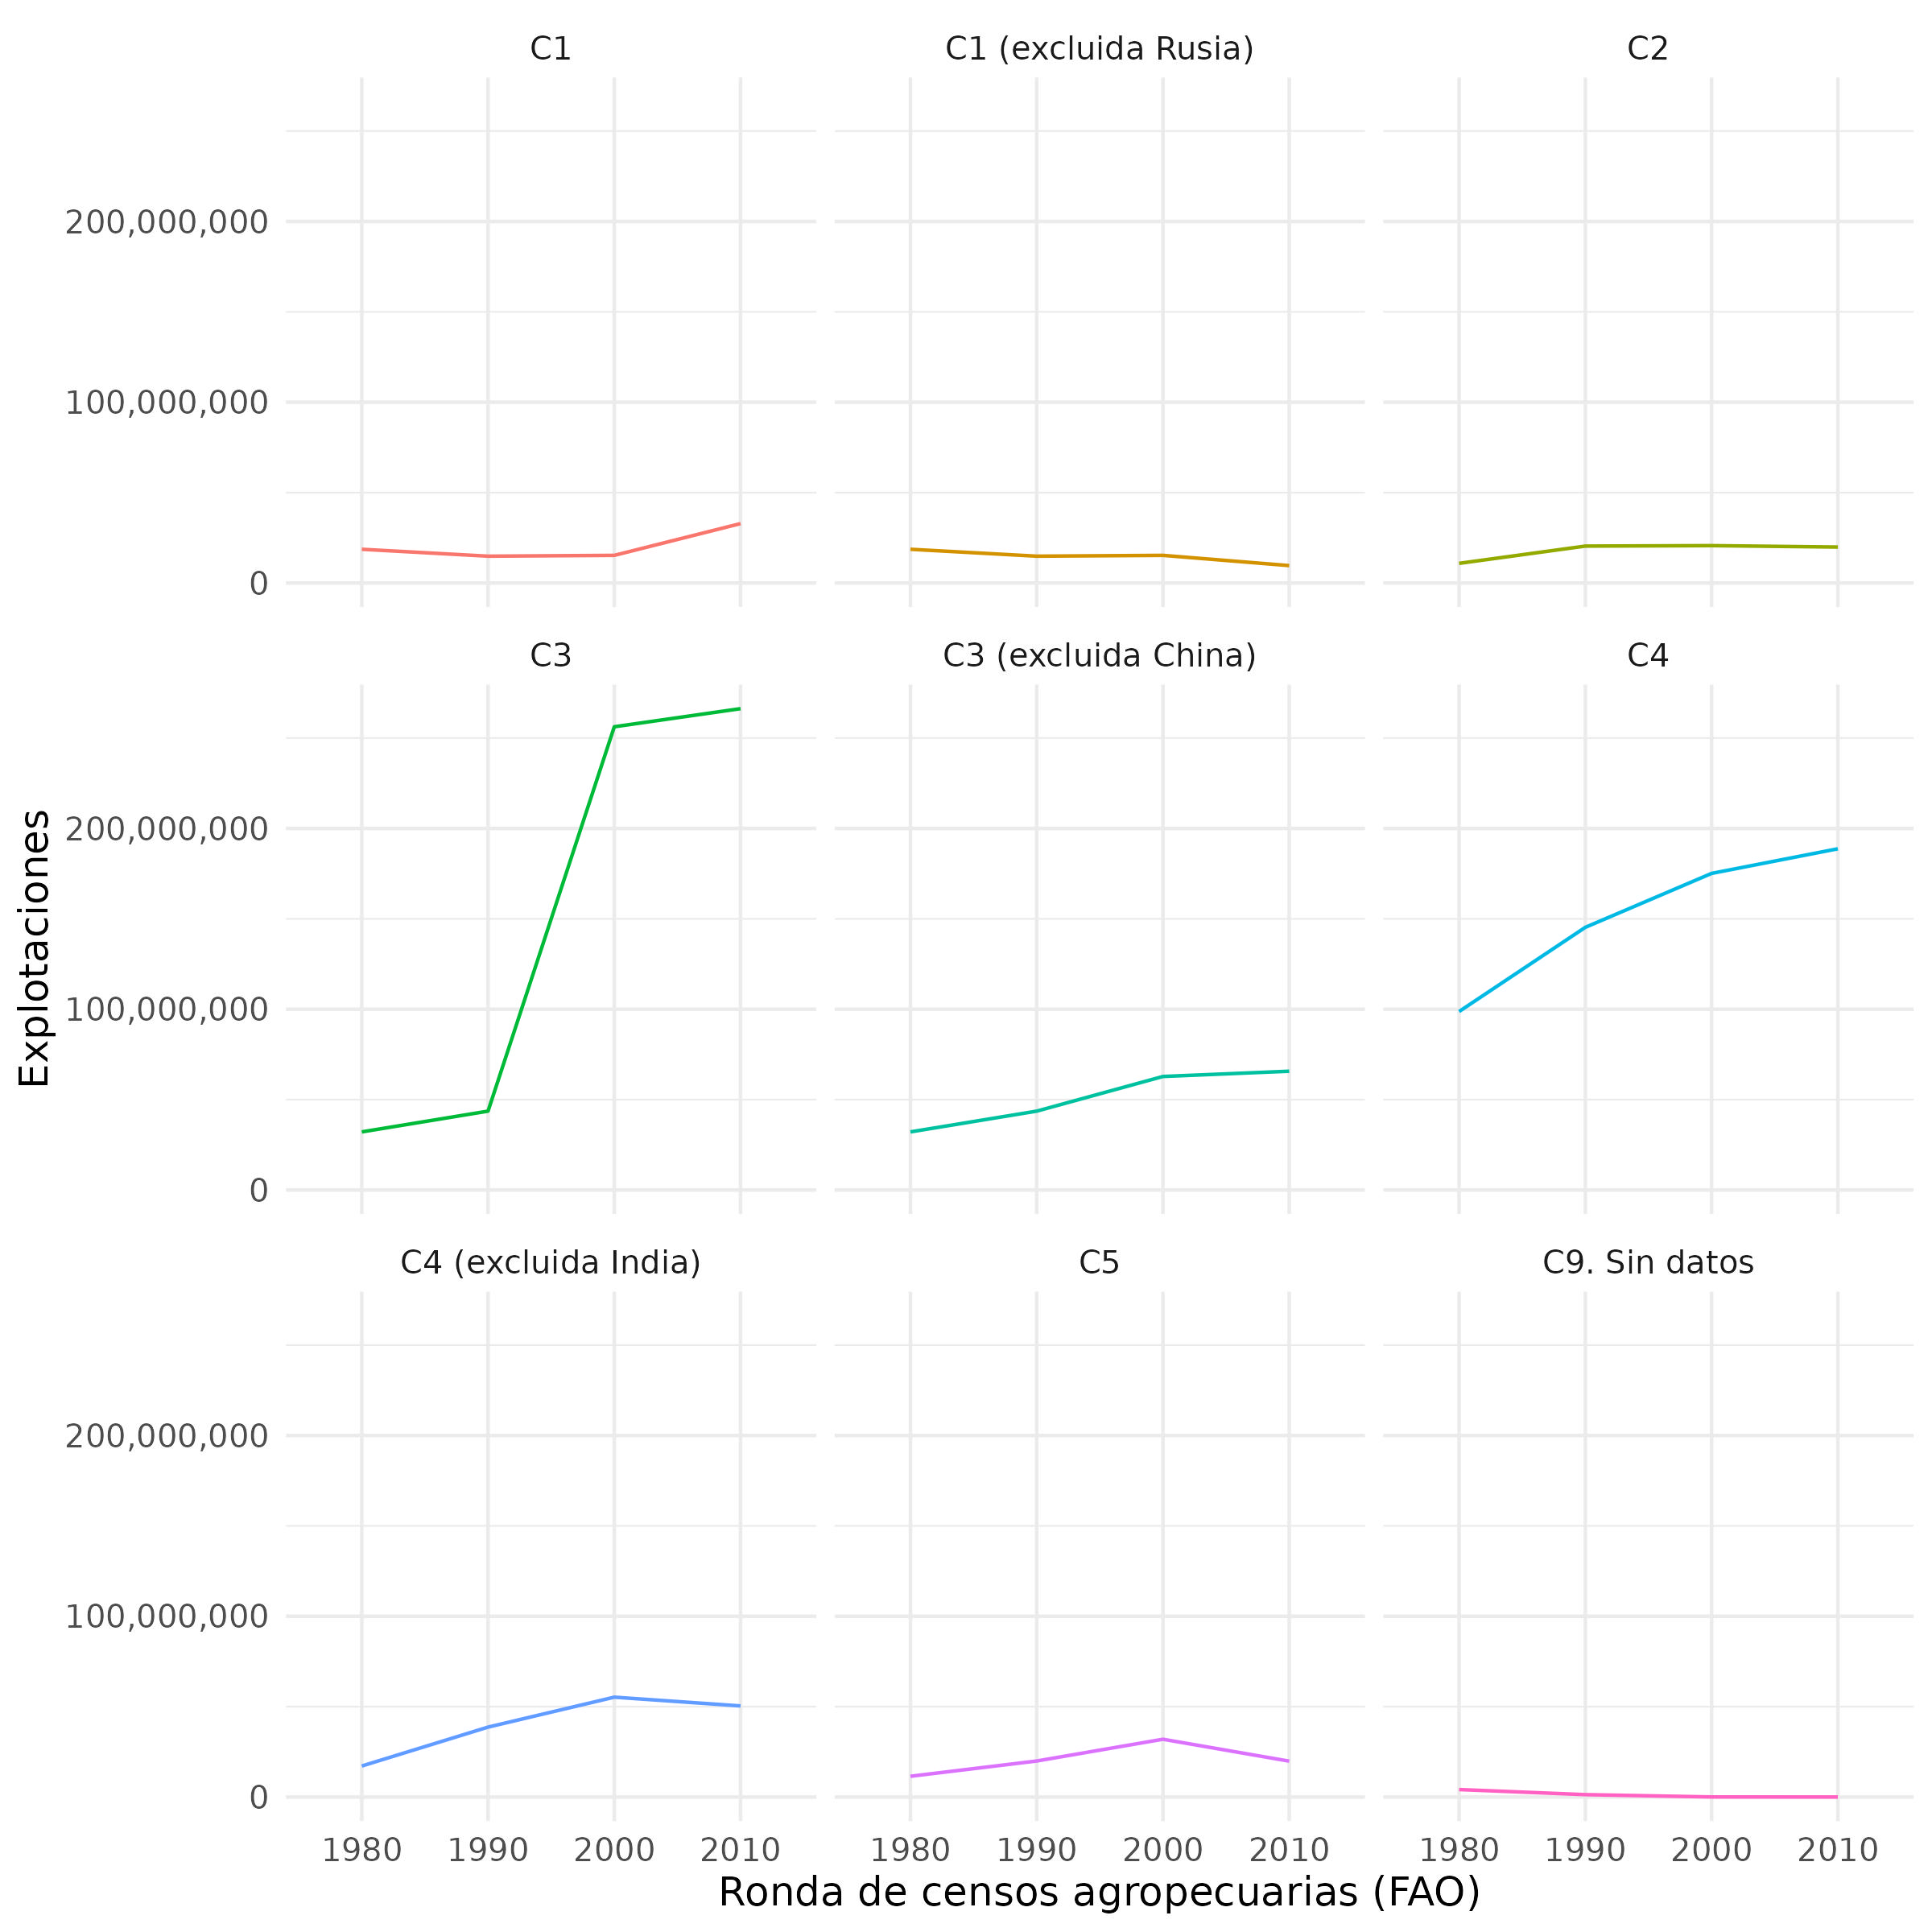 C1
C1 (excluida Rusia)
C2
200,000,000
100,000,000
0
C3
C3 (excluida China)
C4
200,000,000
100,000,000
0
Explotaciones
C4 (excluida India)
C5
C9. Sin datos
200,000,000
100,000,000
0
1980 1990 2000 2010
1980 1990 2000 2010
1980 1990 2000 2010
Ronda de censos agropecuarias (FAO)